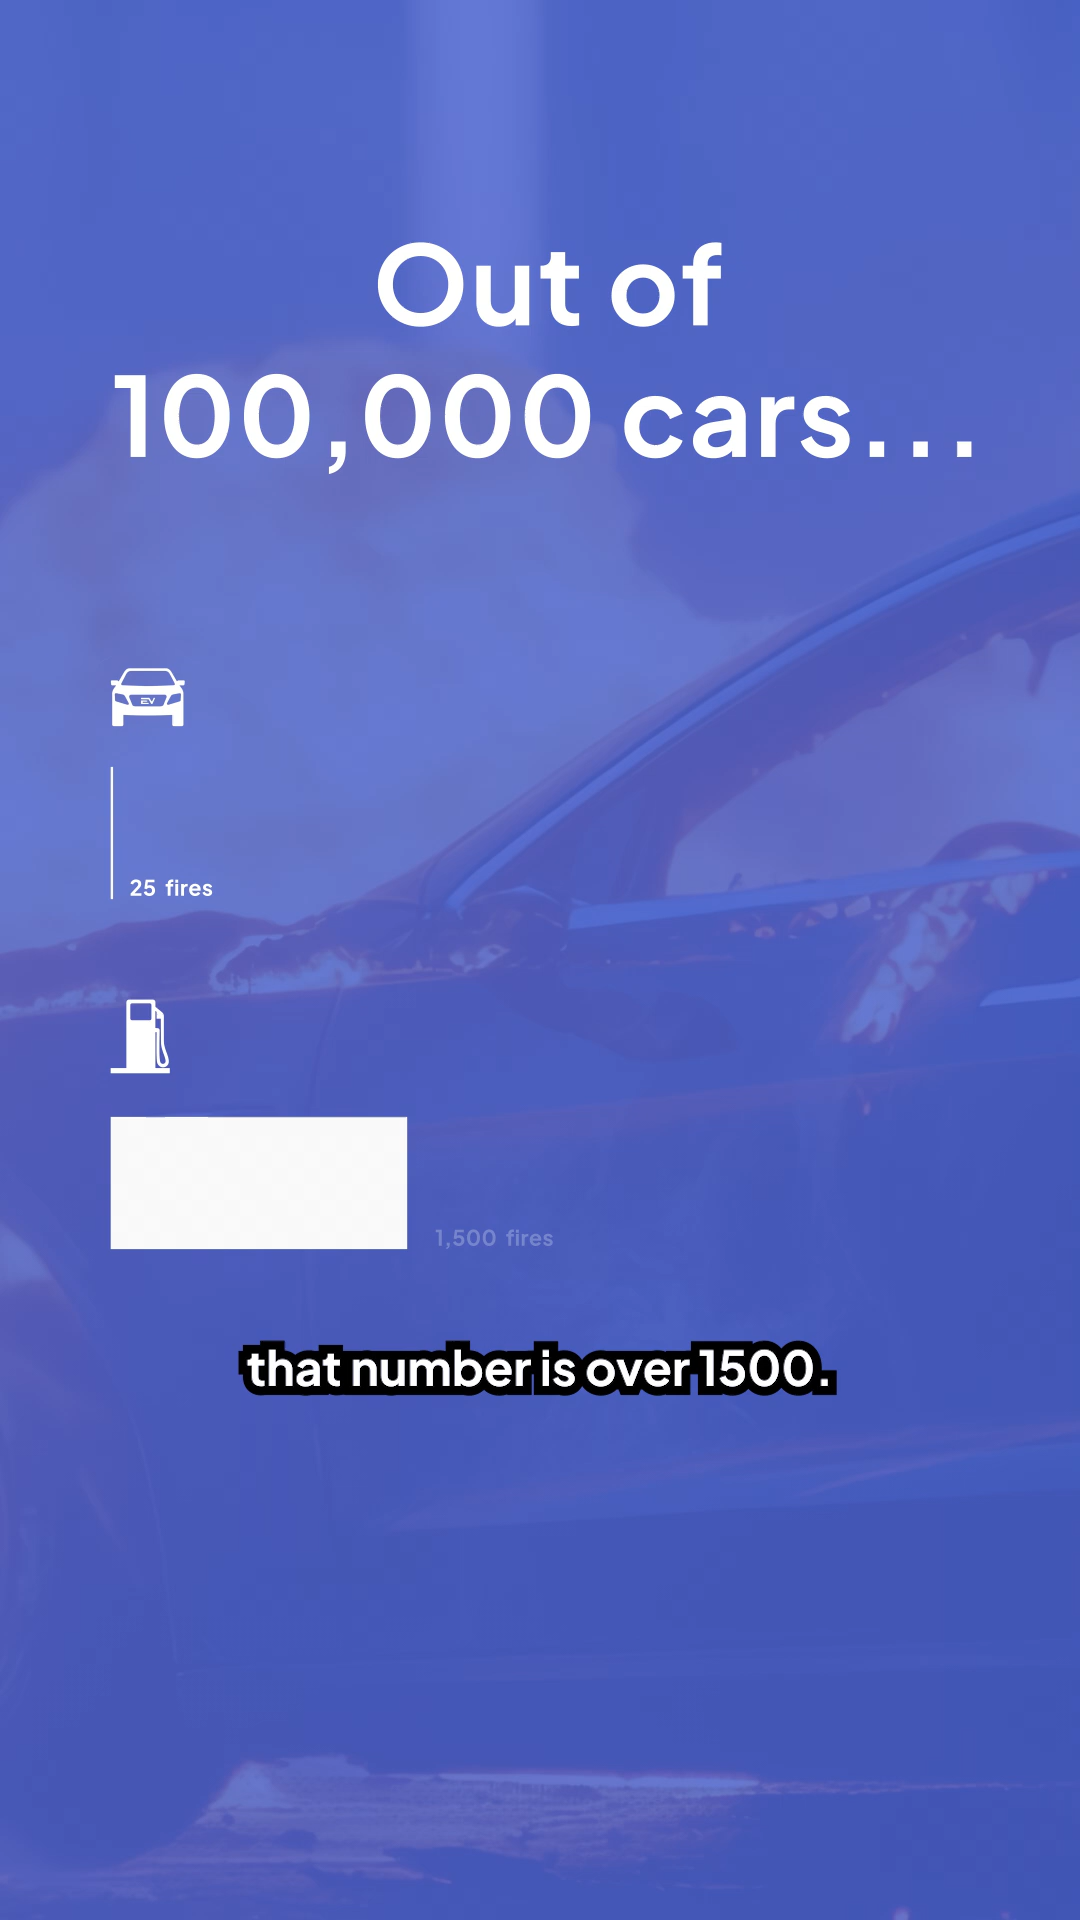 Out of
100,000 cars...
EV
25 fires
1,500 fires
that number is over 1500.